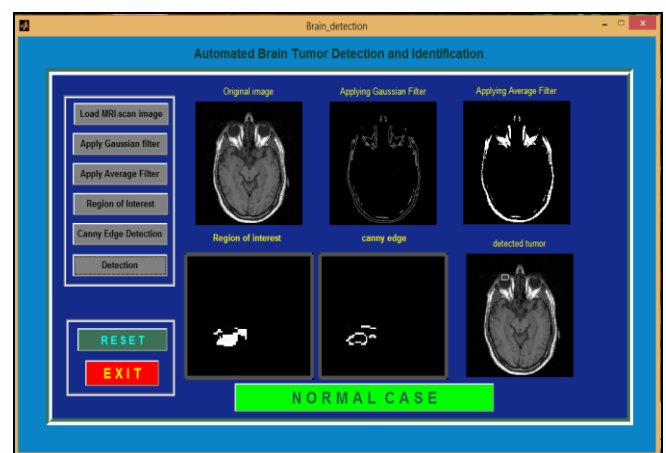 Brain_detection
Automated Brain Tumor Detection and Identification
Load MRI-scan image
Apply Gaussian filter
Apply Average Filter
Region of Interest
Canny Edge Detection
Detection
RESET
EXIT
Original image
Applying Gaussian Filter
Applying Average Filter
Region of interest
canny edge
detected tumor
NORMAL CASE